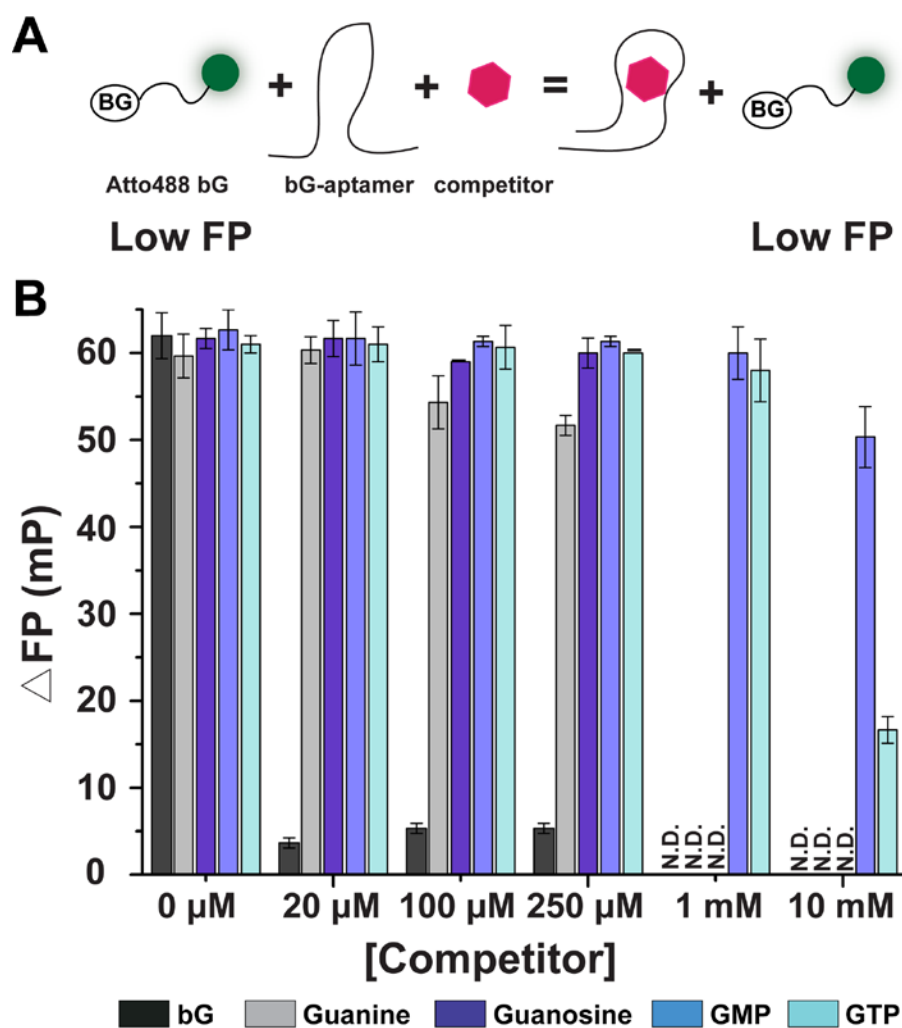 A
BG + + = + BG
Atto488 bG bG-aptamer competitor
Low FP Low FP
B
△FP (mP)
60
50
40
30
20
10
0
N.D. N.D. N.D. N.D. N.D. N.D.
0 µM 20 µM 100 µM 250 µM 1 mM 10 mM
[Competitor]
bG Guanine Guanosine GMP GTP